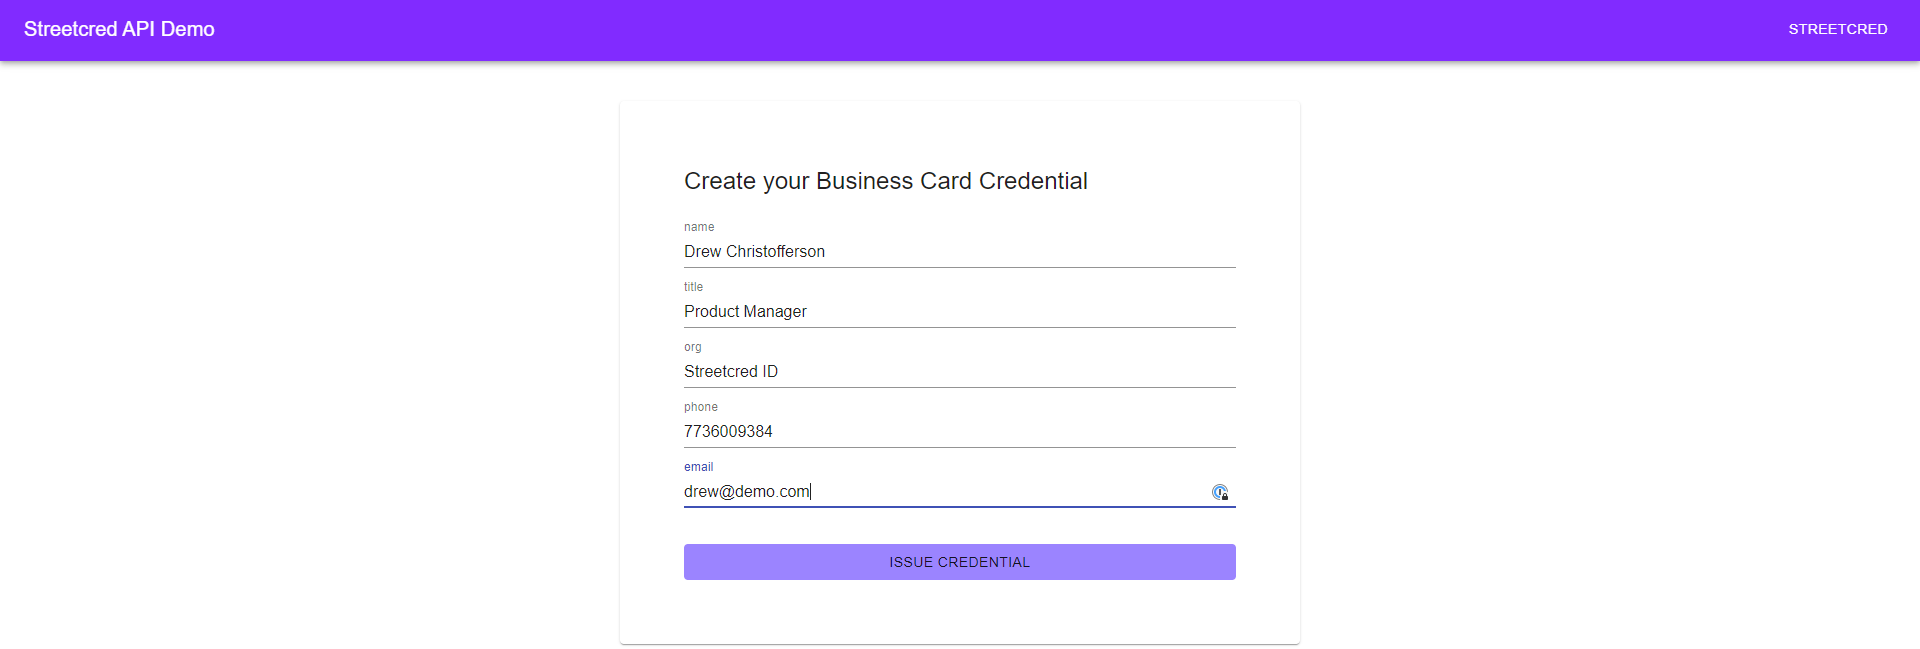 Streetcred API Demo
STREETCRED
Create your Business Card Credential
name
Drew Christofferson
title
Product Manager
org
Streetcred ID
phone
7736009384
email
drew@demo.com
ISSUE CREDENTIAL